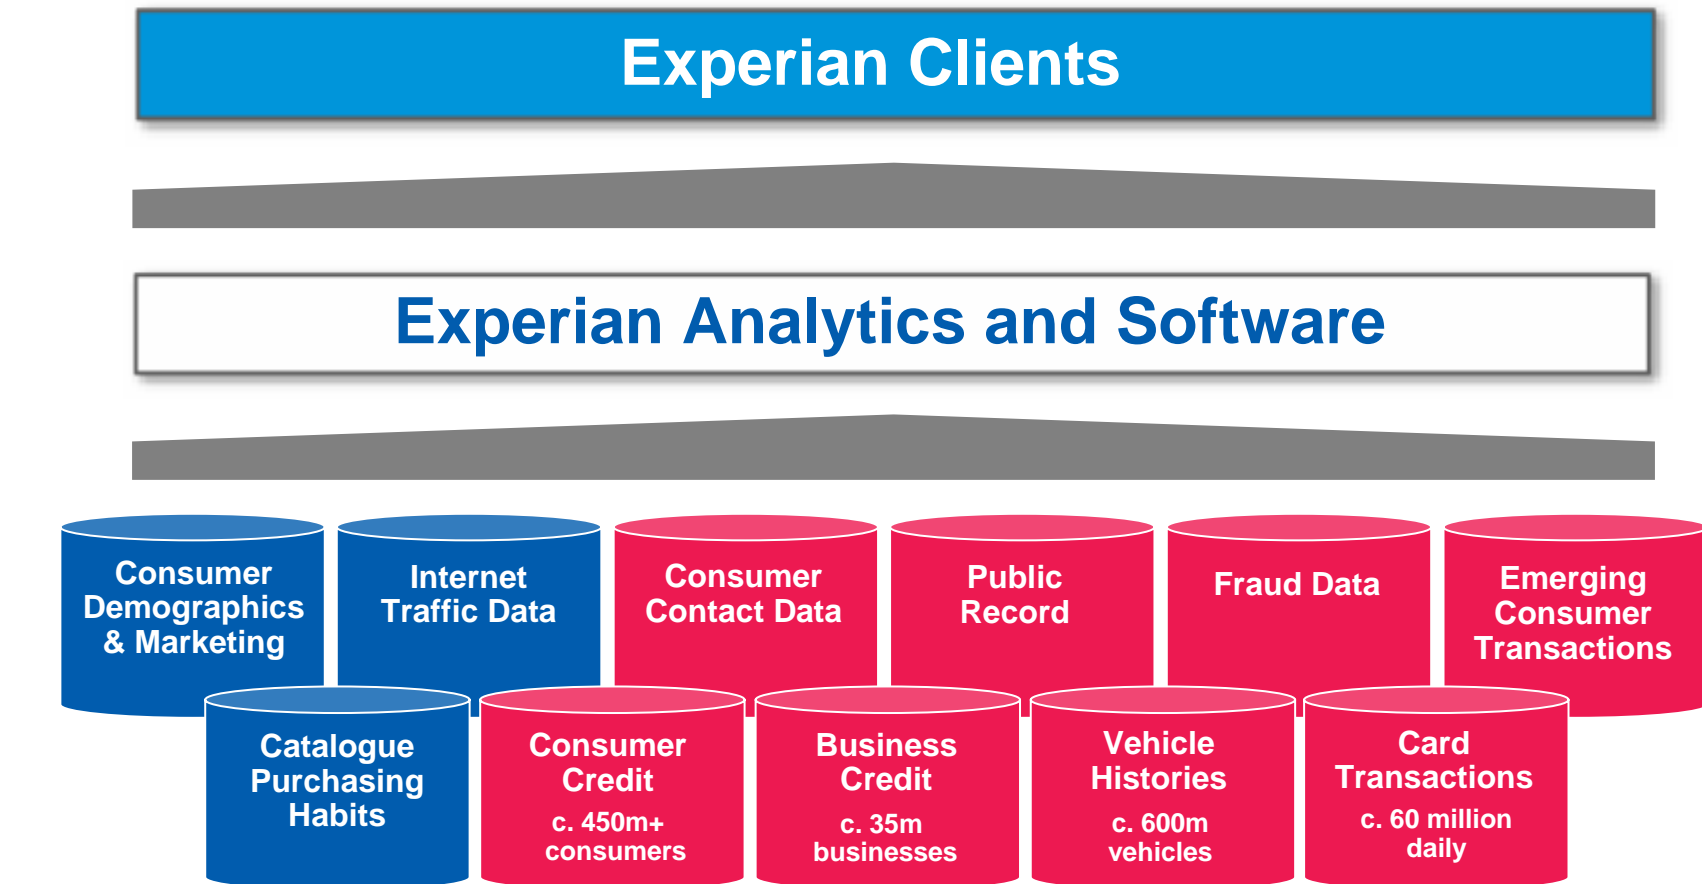 Experian Clients
Experian Analytics and Software
Consumer
Demographics
& Marketing
Internet
Traffic Data
Consumer
Contact Data
Public
Record
Fraud Data
Emerging
Consumer
Transactions
Catalogue
Purchasing
Habits
Consumer
Credit
c. 450m+
consumers
Business
Credit
c. 35m
businesses
Vehicle
Histories
c. 600m
vehicles
Card
Transactions
c. 60 million
daily